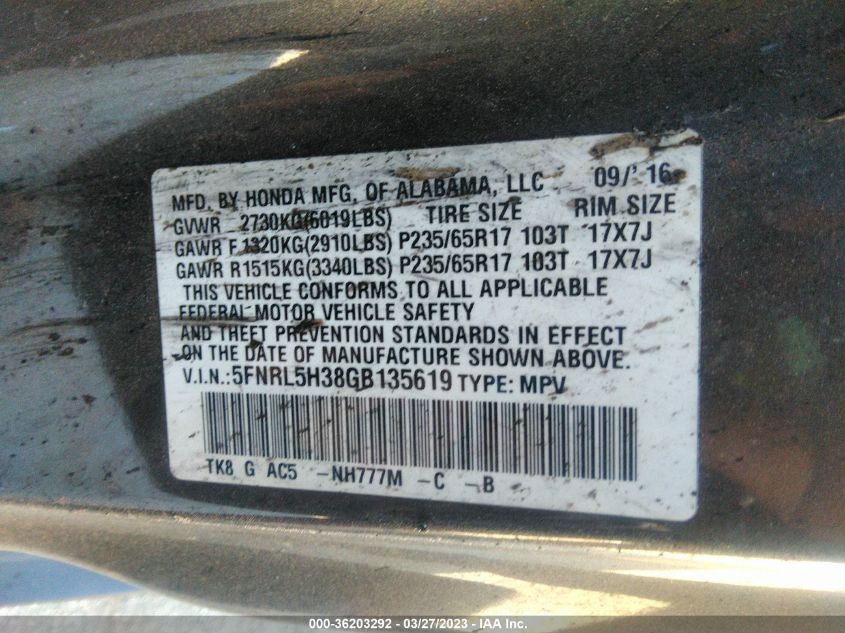 MFD. BY HONDA MFG. OF ALABAMA, LLC 09/'16
GVWR 2730KG(6019LBS) TIRE SIZE RIM SIZE
GAWR F 1320KG(2910LBS) P235/65R17 103T 17X7J
GAWR R1515KG(3340LBS) P235/65R17 103T 17X7J
THIS VEHICLE CONFORMS TO ALL APPLICABLE
FEDERAL MOTOR VEHICLE SAFETY
AND THEFT PREVENTION STANDARDS IN EFFECT
ON THE DATE OF MANUFACTURE SHOWN ABOVE.
V.I.N.:5FNRL5H38GB135619 TYPE: MPV
TK8 G AC5 -NH777M -C -B
000-36203292 - 03/27/2023 - IAA Inc.